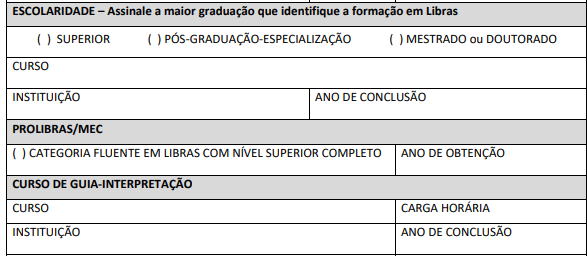 ESCOLARIDADE – Assinale a maior graduação que identifique a formação em Libras
( ) SUPERIOR ( ) PÓS-GRADUAÇÃO-ESPECIALIZAÇÃO ( ) MESTRADO ou DOUTORADO
CURSO
INSTITUIÇÃO ANO DE CONCLUSÃO
PROLIBRAS/MEC
( ) CATEGORIA FLUENTE EM LIBRAS COM NÍVEL SUPERIOR COMPLETO ANO DE OBTENÇÃO
CURSO DE GUIA-INTERPRETAÇÃO
CURSO CARGA HORÁRIA
INSTITUIÇÃO ANO DE CONCLUSÃO